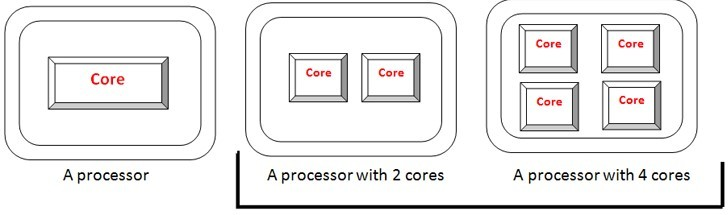 Core
Core Core
Core Core
Core Core
A processor
A processor with 2 cores
A processor with 4 cores